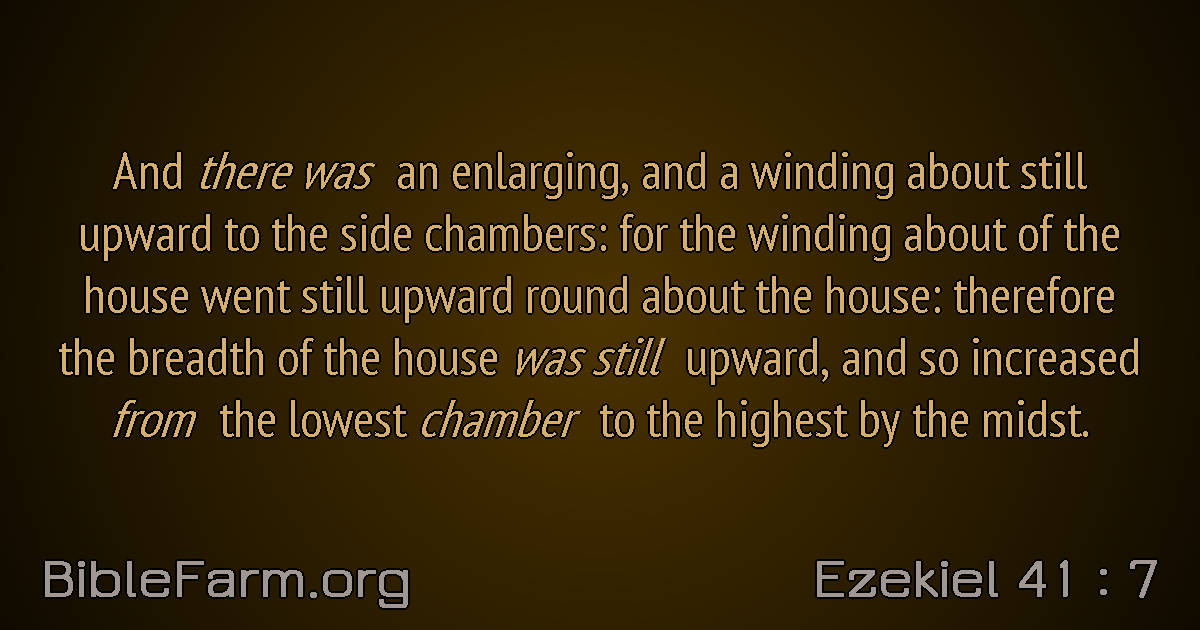 And there was an enlarging, and a winding about still
upward to the side chambers: for the winding about of the
house went still upward round about the house: therefore
the breadth of the house was still upward, and so increased
from the lowest chamber to the highest by the midst.
BibleFarm.org
Ezekiel 41 : 7